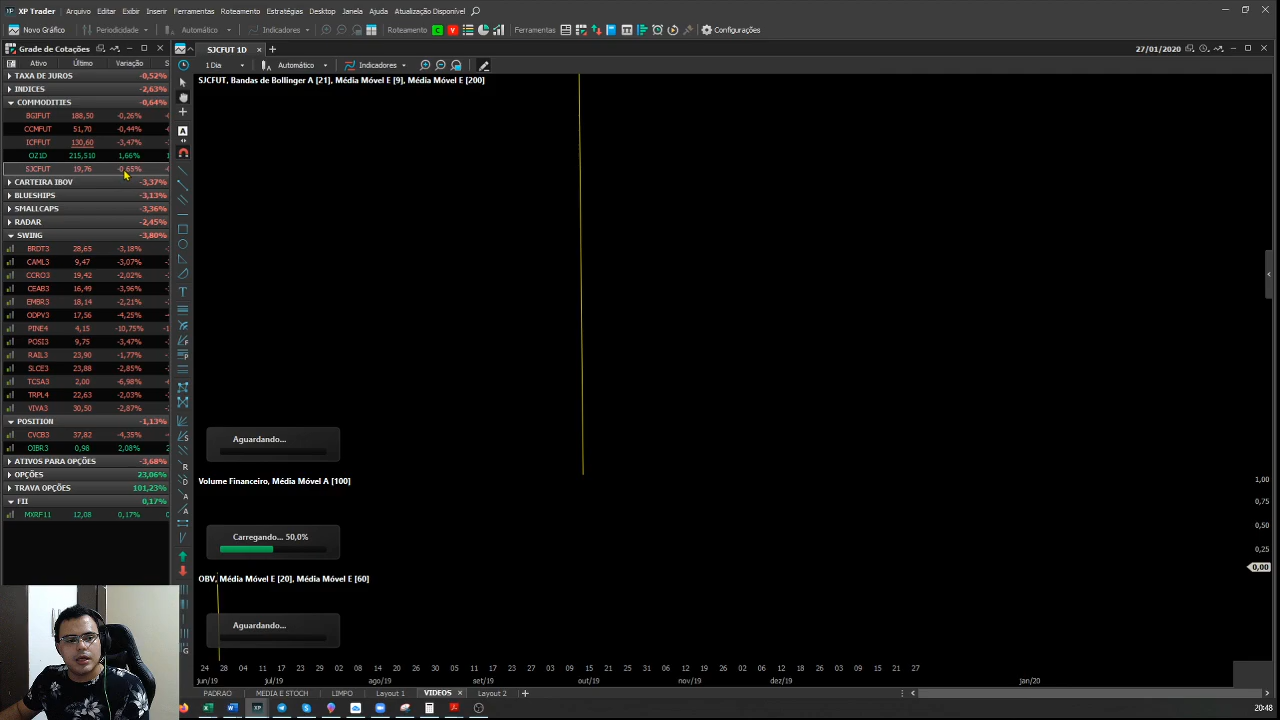 XP Trader Arquivo Editar Exibir Inserir Ferramentas Roteamento Estratégias Desktop Janela Ajuda Atualização Disponível
Novo Gráfico Periodicidade Automático Indicadores Roteamento C V Ferramentas Configurações
Grade de Cotações SJCFUT 1D 27/01/2020
Ativo Último Variação S 1 Dia Automático Indicadores
TAXA DE JUROS -0,52%
SJCFUT, Bandas de Bollinger A [21], Média Móvel E [9], Média Móvel E [200]
INDICES -2,63%
COMMODITIES -0,64%
BGIFUT 188,50 -0,26%
CCMFUT 51,70 -0,44%
ICFFUT 130,60 -3,47%
OZ1D 215,510 1,66%
SJCFUT 19,76 -0,65%
CARTEIRA IBOV -3,37%
BLUESHIPS -3,13%
SMALLCAPS -3,36%
RADAR -2,45%
SWING -3,80%
BRDT3 28,65 -3,18%
CAML3 9,47 -3,07%
CCRO3 19,42 -2,02%
CEAB3 16,49 -3,96%
EMBR3 18,14 -2,21%
ODPV3 17,56 -4,25%
PINE4 4,15 -10,75%
POSI3 9,75 -3,47%
RAIL3 23,90 -1,77%
SLCE3 23,88 -2,85%
TCSA3 2,00 -6,98%
TRPL4 22,63 -2,03%
VIVA3 30,50 -2,87%
POSITION -1,13%
CVCB3 37,82 -4,35%
OIBR3 0,98 2,08%
ATIVOS PARA OPÇÕES -3,68%
OPÇÕES 23,06%
TRAVA OPÇÕES 101,23%
FII 0,17%
MXRF11 12,08 0,17%
Aguardando...
Volume Financeiro, Média Móvel A [100]
1,00
0,75
0,50
0,25
0,00
Carregando... 50,0%
OBV, Média Móvel E [20], Média Móvel E [60]
Aguardando...
24 28 04 11 17 23 29 02 08 14 20 26 30 05 11 17 23 27 03 09 15 21 25 31 06 12 18 26 02 06 12 18 26 03 09 15 21 27
jun/19 jul/19 ago/19 set/19 out/19 nov/19 dez/19 jan/20
PADRAO MEDIA E STOCH LIMPO Layout 1 VIDEOS Layout 2
20:48